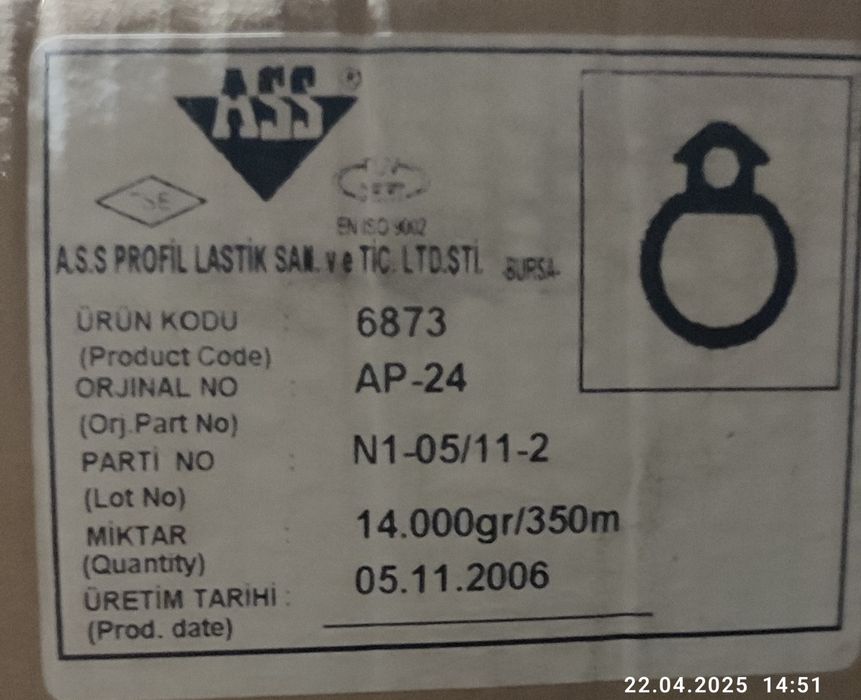 ASS ®
TSE
EN ISO 9002
A.S.S PROFİL LASTİK SAN. ve TİC. LTD.ŞTİ. -BURSA-
ÜRÜN KODU : 6873
(Product Code)
ORJINAL NO : AP-24
(Orj.Part No)
PARTİ NO : N1-05/11-2
(Lot No)
MİKTAR : 14.000gr/350m
(Quantity)
ÜRETİM TARİHİ : 05.11.2006
(Prod. date)
22.04.2025 14:51